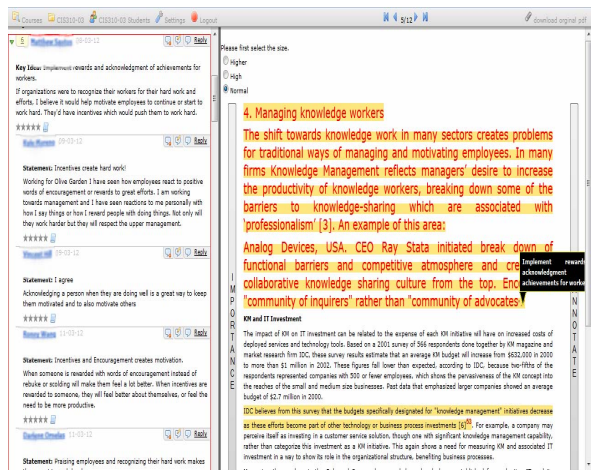 Courses CIS310-02 CIS310-03 Students Settings Logout
5/12
download orginal pdf
6 09-03-12 Reply
Key Idea: Implement rewards and acknowledgment of achievements for
workers.
If organizations were to recognize their workers for their hard work and
efforts, I believe it would help motivate employees to continue or start to
work hard. They'd have incentives which would push them to work hard.
09-03-12 Reply
Statement: Incentives create hard work!
Working for Olive Garden I have seen how employees react to positive
words of encouragement or rewards to great efforts. I am working
towards management and I have seen reactions to me personally with
how I say things or how I reward people with doing things. Not only will
they work harder but they will respect the upper management.
09-03-12 Reply
Statement: I agree
Acknowledging a person when they are doing well is a great way to keep
them motivated and to also motivate others
11-03-12 Reply
Statement: Incentives and Encouragement creates motivation.
When someone is rewarded with words of encouragement instead of
rebuke or scolding will make them feel a lot better. When incentives are
rewarded to someone, they will feel better about themselves, or feel the
need to be more productive.
11-03-12 Reply
Statement: Praising employees and recognizing their hard work makes
Please first select the size.
Higher
High
Normal
IMPORTANCE
4. Managing knowledge workers
The shift towards knowledge work in many sectors creates problems
for traditional ways of managing and motivating employees. In many
firms Knowledge Management reflects managers' desire to increase
the productivity of knowledge workers, breaking down some of the
barriers to knowledge-sharing which are associated with
'professionalism' [3]. An example of this area:
Analog Devices, USA. CEO Ray Stata initiated break down of
functional barriers and competitive atmosphere and cre
collaborative knowledge sharing culture from the top. Enc
"community of inquirers" rather than "community of advocates"
Implement rewards
acknowledgment
achievements for worke
NNOTATE
KM and IT Investment
The impact of KM on IT investment can be related to the expense of each KM initiative will have on increased costs of
deployed services and technology tools. Based on a 2001 survey of 566 respondents done together by KM magazine and
market research firm IDC, these survey results estimate that an average KM budget will increase from $632,000 in 2000
to more than $1 million in 2002. These figures fall lower than expected, according to IDC, because two-fifths of the
respondents represented companies with 500 or fewer employees, which shows the pervasiveness of the KM concept into
the reaches of the small and medium size businesses. Past data that emphasized larger companies showed an average
budget of $2.7 million in 2000.
IDC believes from this survey that the budgets specifically designated for "knowledge management" initiatives decrease
as these efforts become part of other technology or business process investments [6]. For example, a company may
perceive itself as investing in a customer service solution, though one with significant knowledge management capability,
rather than categorize this investment as a KM initiative. This again shows a need for measuring KM and associated IT
investment in a way to show its role in the organizational structure, benefiting business processes.